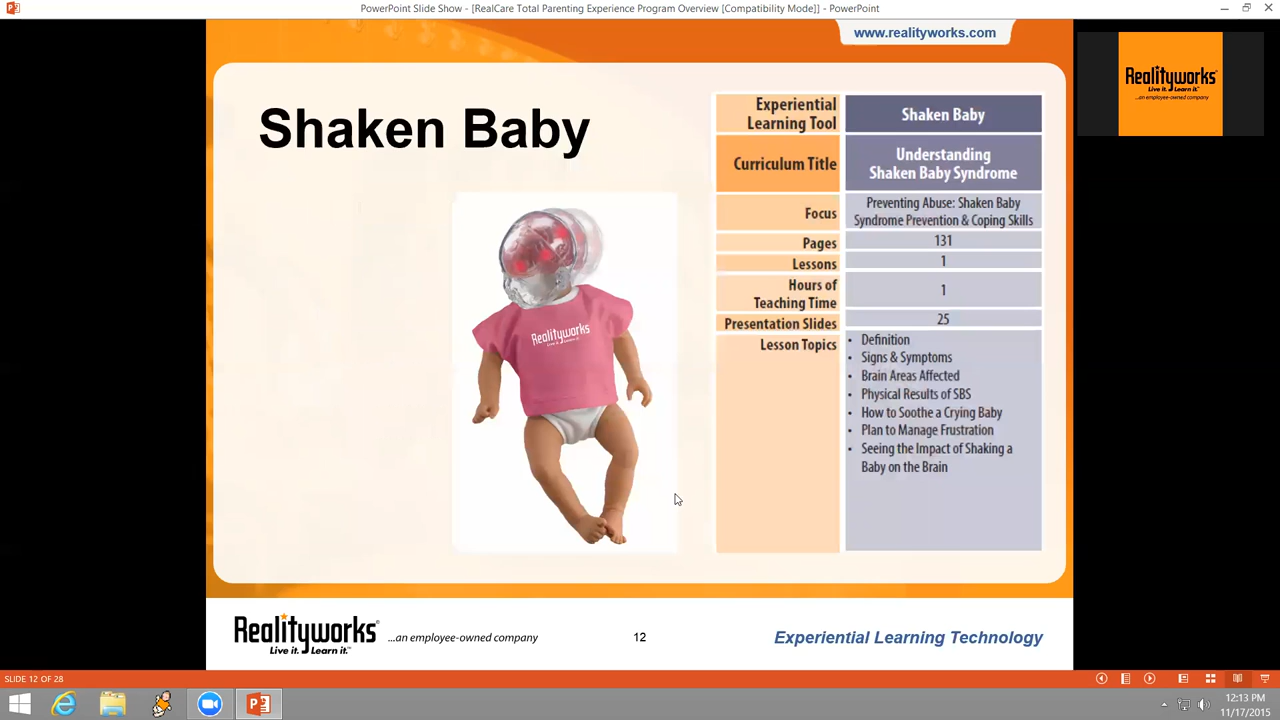 PowerPoint Slide Show - [RealCare Total Parenting Experience Program Overview [Compatibility Mode]] - PowerPoint
www.realityworks.com
Realityworks
Live it. Learn it.™
...an employee-owned company
Shaken Baby
Experiential
Learning Tool
Shaken Baby
Curriculum Title
Understanding
Shaken Baby Syndrome
Focus
Preventing Abuse: Shaken Baby
Syndrome Prevention & Coping Skills
Pages
131
Lessons
1
Hours of
Teaching Time
1
Presentation Slides
25
Lesson Topics
• Definition
• Signs & Symptoms
• Brain Areas Affected
• Physical Results of SBS
• How to Soothe a Crying Baby
• Plan to Manage Frustration
• Seeing the Impact of Shaking a
Baby on the Brain
Realityworks
Live it. Learn it.
Realityworks®
Live it. Learn it.™
...an employee-owned company
12
Experiential Learning Technology
SLIDE 12 OF 28
12:13 PM
11/17/2015